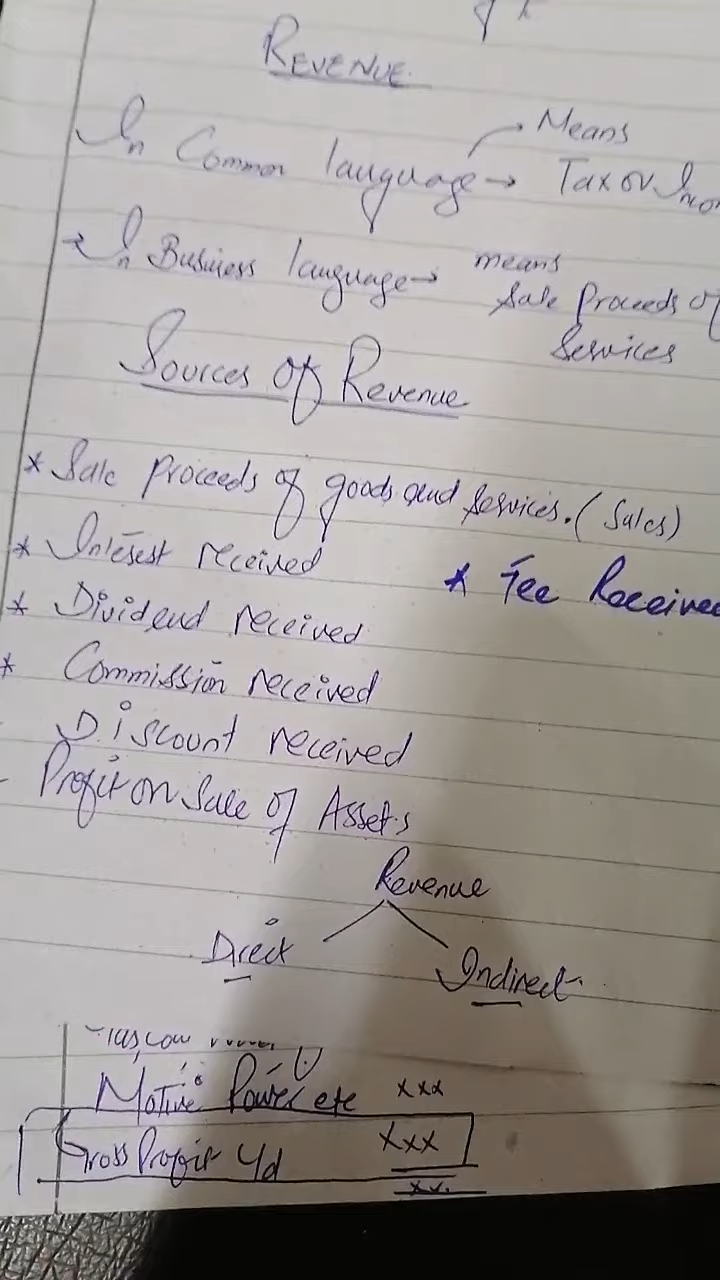 REVENUE.
Means
In Common language → Tax or
→ In Business language → means
Sale Proceeds of
Services
Sources Of Revenue
* Sale Proceeds of goods and services. (Sales)
* Interest received
* Fee Received
* Dividend received
* Commission received
Discount received
- Profit on Sale of Assets
Revenue
Direct
Indirect
Motive Power etc xxx
Gross Profit c/d xxx